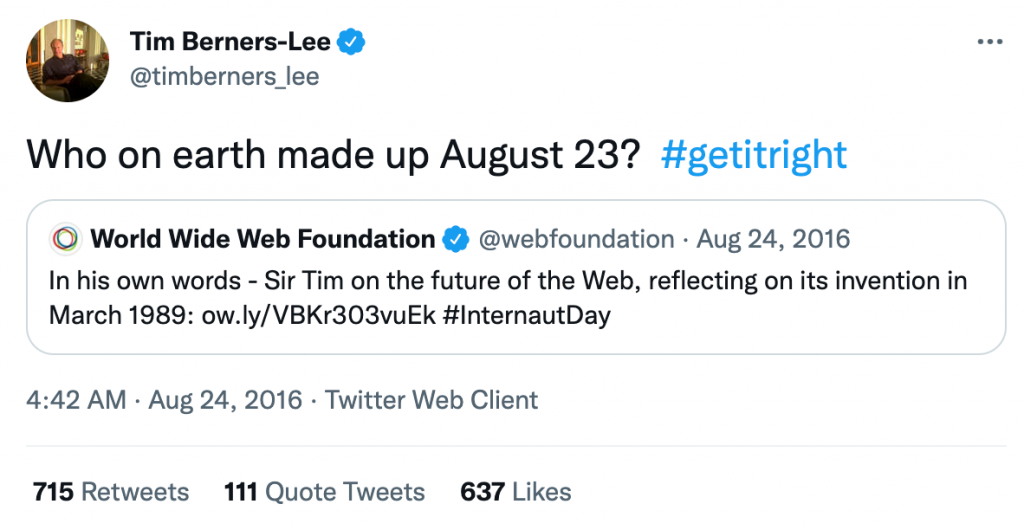 Tim Berners-Lee
@timberners_lee
Who on earth made up August 23? #getitright
World Wide Web Foundation @webfoundation · Aug 24, 2016
In his own words - Sir Tim on the future of the Web, reflecting on its invention in
March 1989: ow.ly/VBKr303vuEk #InternautDay
4:42 AM · Aug 24, 2016 · Twitter Web Client
715 Retweets 111 Quote Tweets 637 Likes